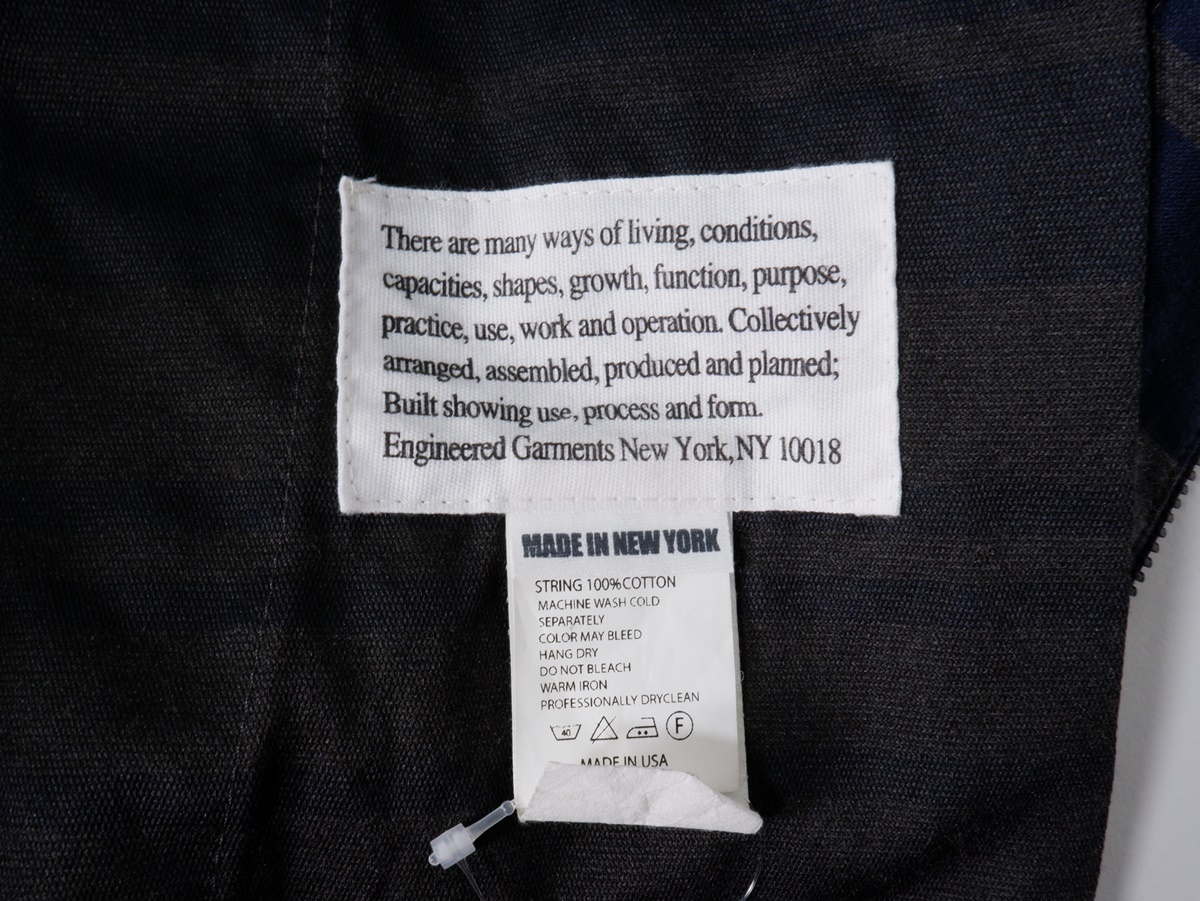 There are many ways of living, conditions,
capacities, shapes, growth, function, purpose,
practice, use, work and operation. Collectively
arranged, assembled, produced and planned;
Built showing use, process and form.
Engineered Garments New York,NY 10018
MADE IN NEW YORK
STRING 100%COTTON
MACHINE WASH COLD
SEPARATELY
COLOR MAY BLEED
HANG DRY
DO NOT BLEACH
WARM IRON
PROFESSIONALLY DRYCLEAN
40 F
MADE IN USA